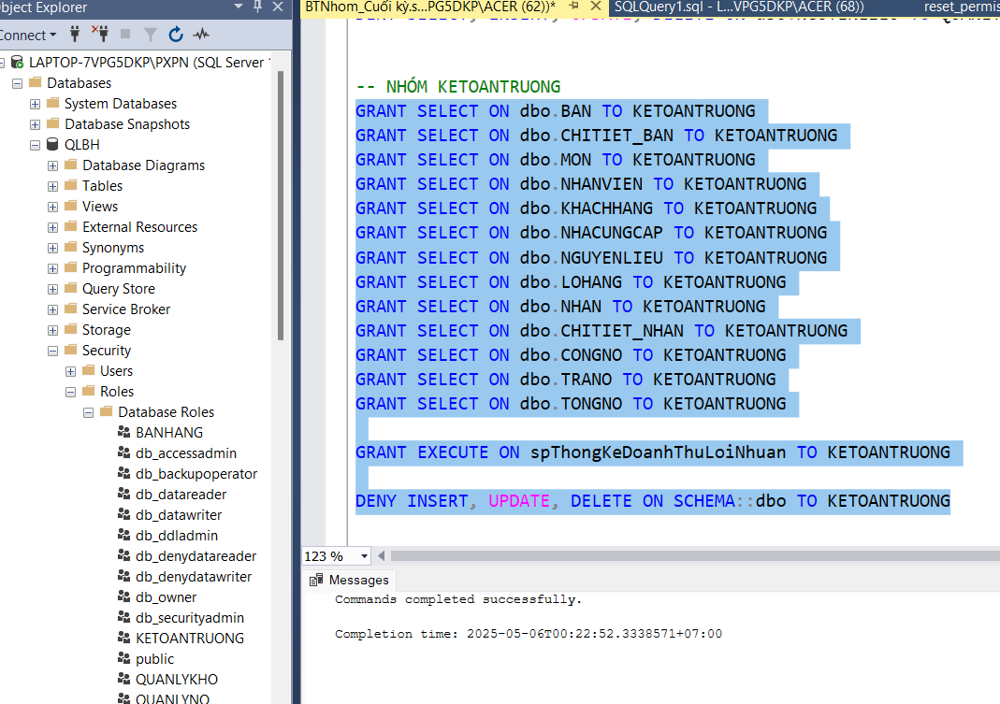 bject Explorer
onnect
LAPTOP-7VPG5DKP\PXPN (SQL Server
Databases
System Databases
Database Snapshots
QLBH
Database Diagrams
Tables
Views
External Resources
Synonyms
Programmability
Query Store
Service Broker
Storage
Security
Users
Roles
Database Roles
BANHANG
db_accessadmin
db_backupoperator
db_datareader
db_datawriter
db_ddladmin
db_denydatareader
db_denydatawriter
db_owner
db_securityadmin
KETOANTRUONG
public
QUANLYKHO
QUANLYNO
BTNhom_Cuối kỳ.s...PG5DKP\ACER (62))*
SQLQuery1.sql - L...VPG5DKP\ACER (68))
reset_permis
-- NHÓM KETOANTRUONG
GRANT SELECT ON dbo.BAN TO KETOANTRUONG
GRANT SELECT ON dbo.CHITIET_BAN TO KETOANTRUONG
GRANT SELECT ON dbo.MON TO KETOANTRUONG
GRANT SELECT ON dbo.NHANVIEN TO KETOANTRUONG
GRANT SELECT ON dbo.KHACHHANG TO KETOANTRUONG
GRANT SELECT ON dbo.NHACUNGCAP TO KETOANTRUONG
GRANT SELECT ON dbo.NGUYENLIEU TO KETOANTRUONG
GRANT SELECT ON dbo.LOHANG TO KETOANTRUONG
GRANT SELECT ON dbo.NHAN TO KETOANTRUONG
GRANT SELECT ON dbo.CHITIET_NHAN TO KETOANTRUONG
GRANT SELECT ON dbo.CONGNO TO KETOANTRUONG
GRANT SELECT ON dbo.TRANO TO KETOANTRUONG
GRANT SELECT ON dbo.TONGNO TO KETOANTRUONG
GRANT EXECUTE ON spThongKeDoanhThuLoiNhuan TO KETOANTRUONG
DENY INSERT, UPDATE, DELETE ON SCHEMA::dbo TO KETOANTRUONG
123 %
Messages
Commands completed successfully.
Completion time: 2025-05-06T00:22:52.3338571+07:00